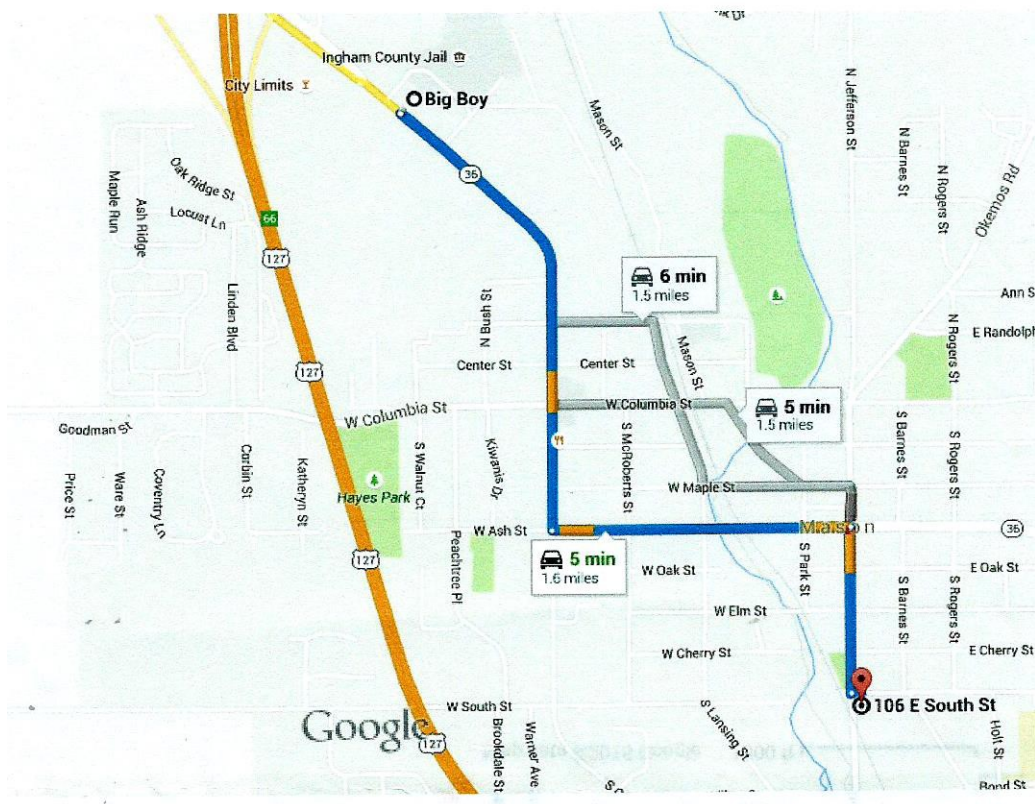 Ingham County Jail
City Limits
Big Boy
36
Mason St
N Jefferson St
N Barnes St
N Rogers St
Okemos Rd
Oak Ridge St
Locust Ln
Maple Run
Ash Ridge
66
127
Linden Blvd
6 min
1.5 miles
Ann S
N Bush St
N Rogers St
E Randolph
Center St
Center St
Mason St
127
W Columbia St
W Columbia St
5 min
1.5 miles
Goodman St
Price St
Ware St
Coventry Ln
Corbin St
Katheryn St
Hayes Park
S Walnut Ct
Kiwanis Dr
S McRoberts St
S Barnes St
S Rogers St
W Maple St
W Ash St
Mason
36
127
Peachtree Pl
5 min
1.6 miles
W Oak St
S Park St
E Oak St
S Barnes St
S Rogers St
W Elm St
W Cherry St
E Cherry St
106 E South St
W South St
Google
127
Brookdale St
Warner Ave
S Lansing St
Holt St
Bond St